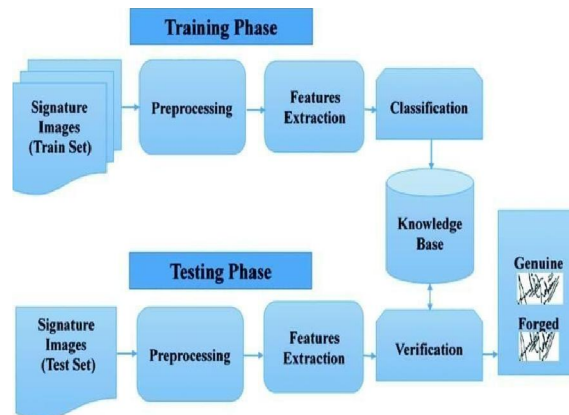 Training Phase
Signature
Images
(Train Set)
Preprocessing
Features
Extraction
Classification
Knowledge
Base
Genuine
Forged
Testing Phase
Signature
Images
(Test Set)
Preprocessing
Features
Extraction
Verification